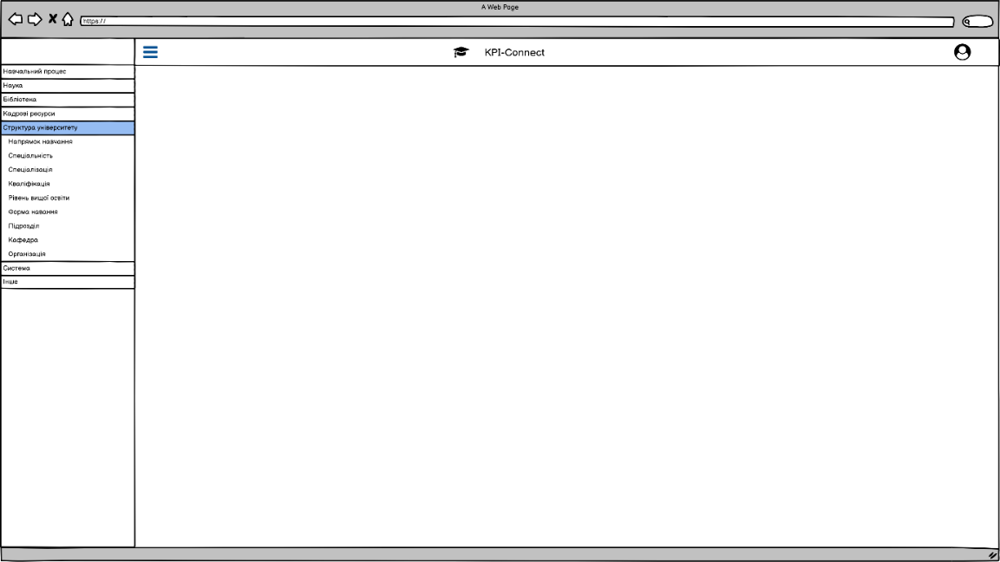 A Web Page
https://
KPI-Connect
Навчальний процес
Наука
Бібліотека
Кадрові ресурси
Структура університету
Напрямок навчання
Спеціальність
Спеціалізація
Кваліфікація
Рівень вищої освіти
Форма навання
Підрозділ
Кафедра
Організація
Система
Інше